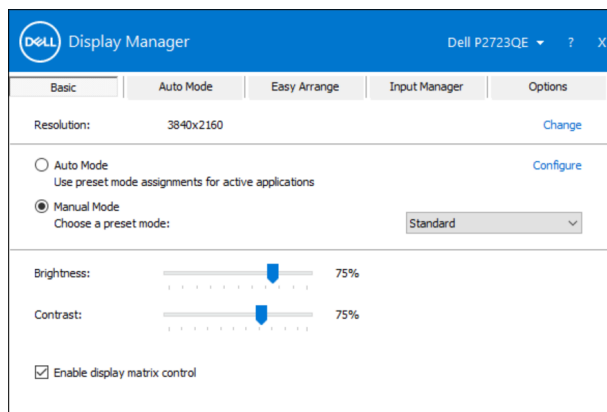 DELL Display Manager Dell P2723QE ? X
Basic Auto Mode Easy Arrange Input Manager Options
Resolution: 3840x2160 Change
Auto Mode Configure
Use preset mode assignments for active applications
Manual Mode
Choose a preset mode: Standard
Brightness: 75%
Contrast: 75%
Enable display matrix control